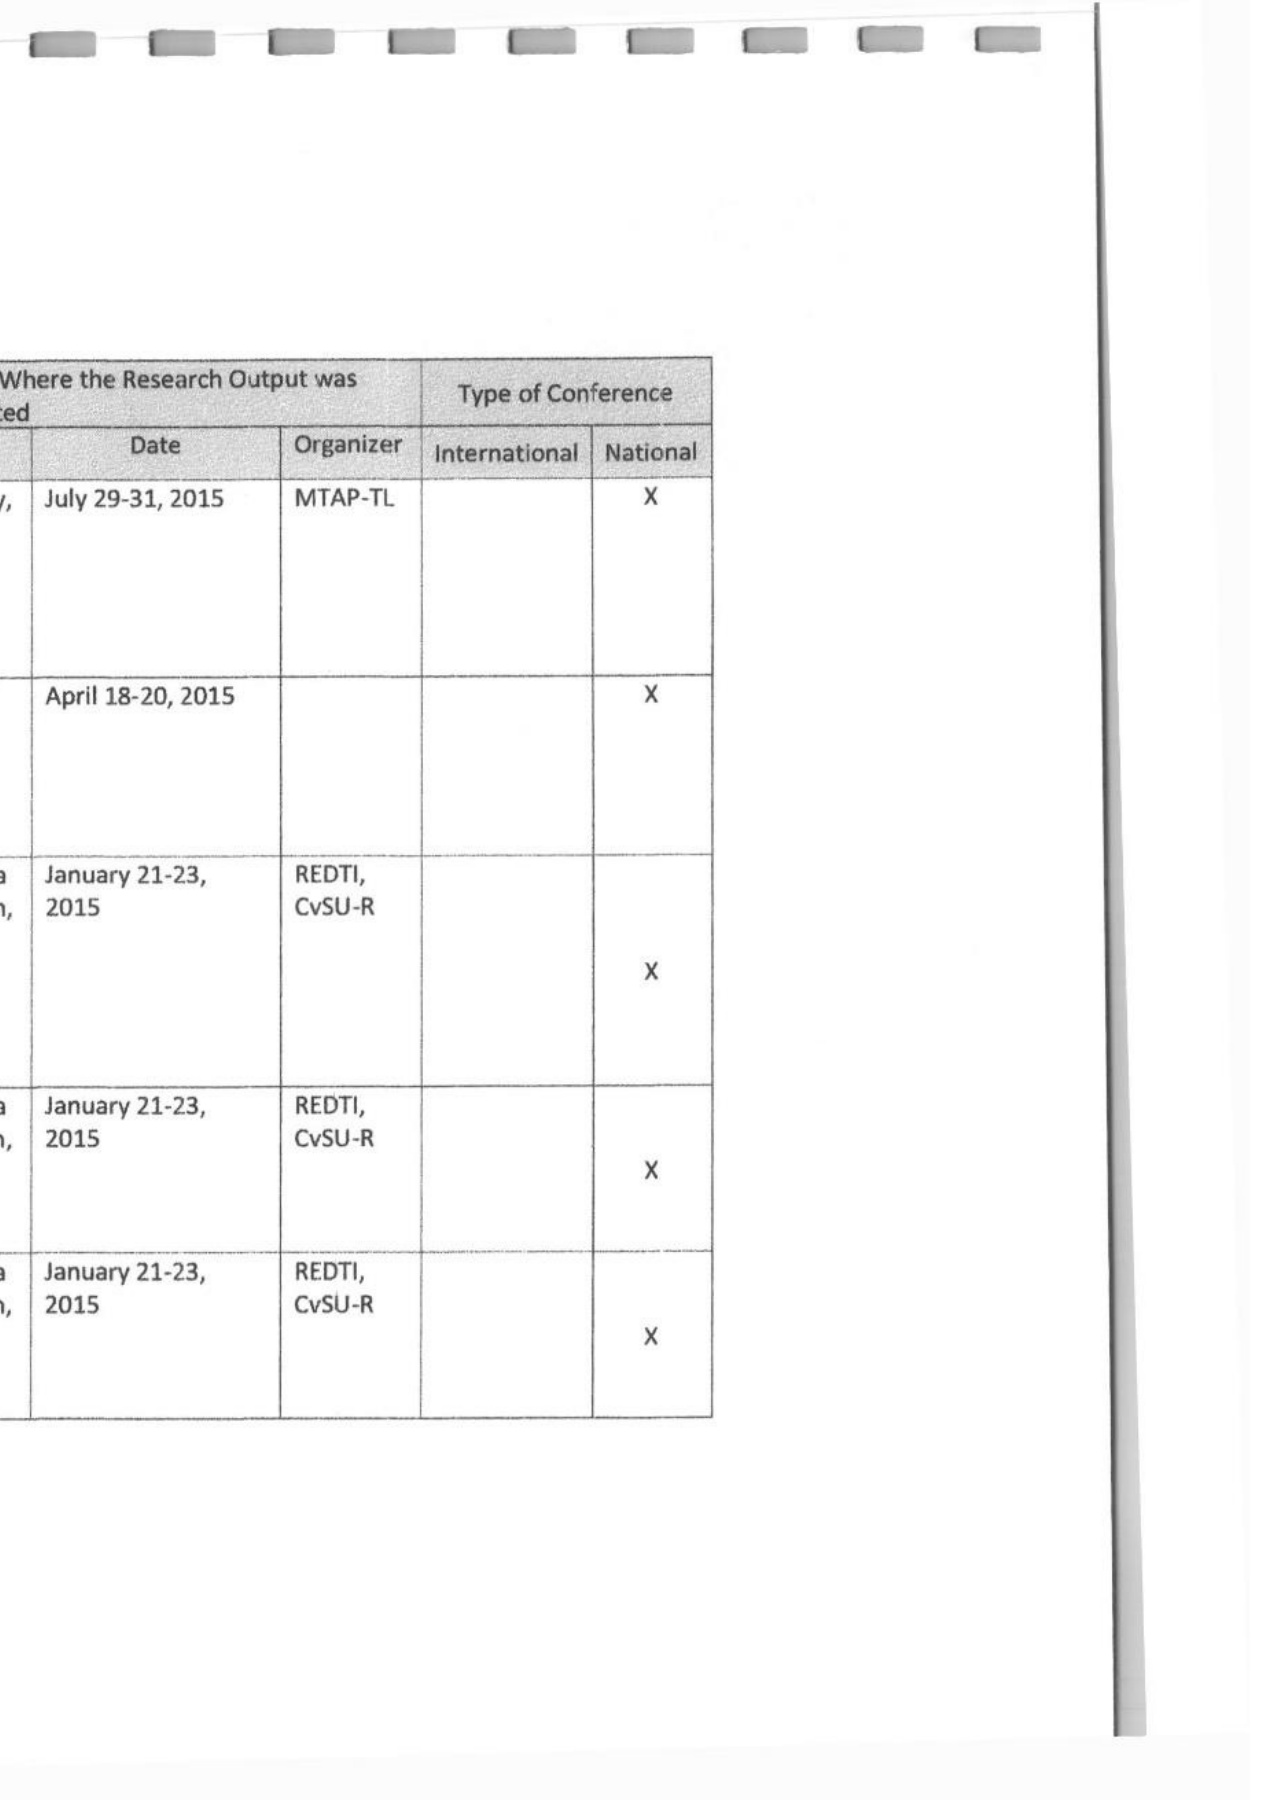 Where the Research Output was
Type of Conference
Date
Organizer
International
National
July 29-31, 2015
MTAP-TL
X
April 18-20, 2015
X
January 21-23,
2015
REDTI,
CvSU-R
X
January 21-23,
2015
REDTI,
CvSU-R
X
January 21-23,
2015
REDTI,
CvSU-R
X